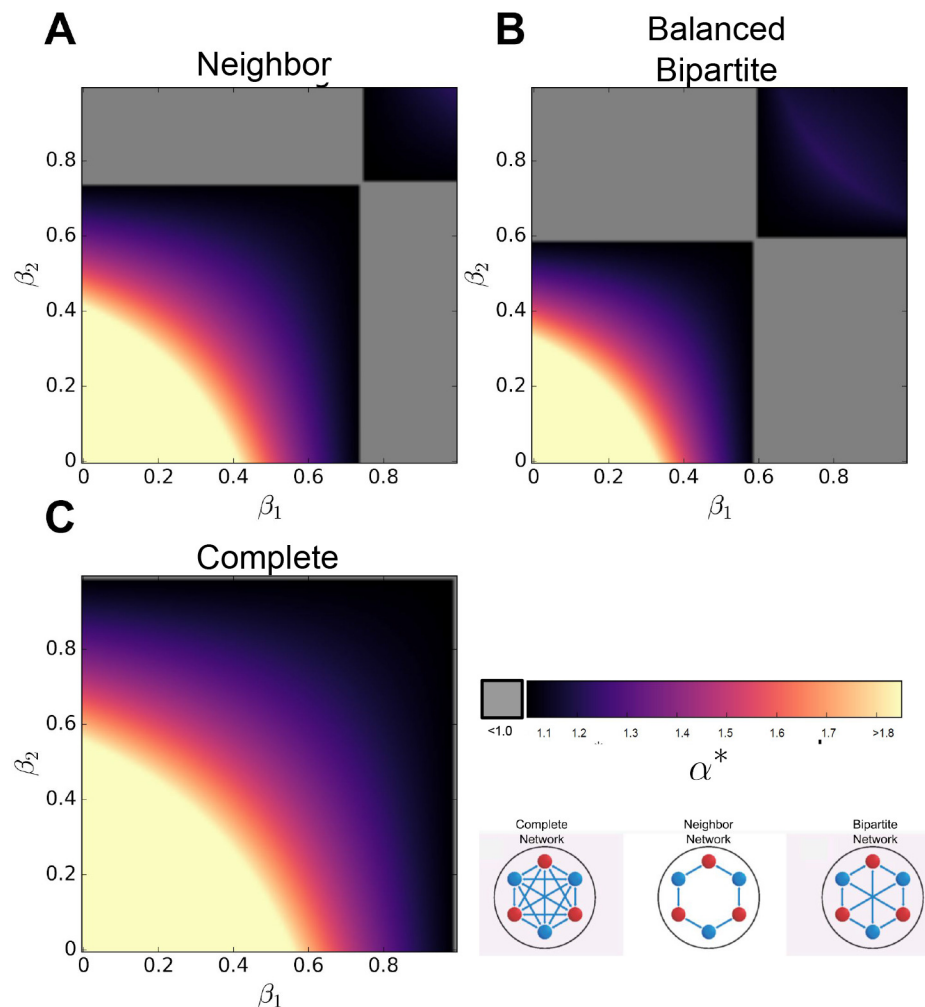 A
Neighbor
0.8
0.6
β₂
0.4
0.2
0
0 0.2 0.4 0.6 0.8
β₁
B
Balanced
Bipartite
0.8
0.6
β₂
0.4
0.2
0
0 0.2 0.4 0.6 0.8
β₁
C
Complete
0.8
0.6
β₂
0.4
0.2
0
0 0.2 0.4 0.6 0.8
β₁
<1.0 1.1 1.2 1.3 1.4 1.5 1.6 1.7 >1.8
α*
Complete
Network
Neighbor
Network
Bipartite
Network